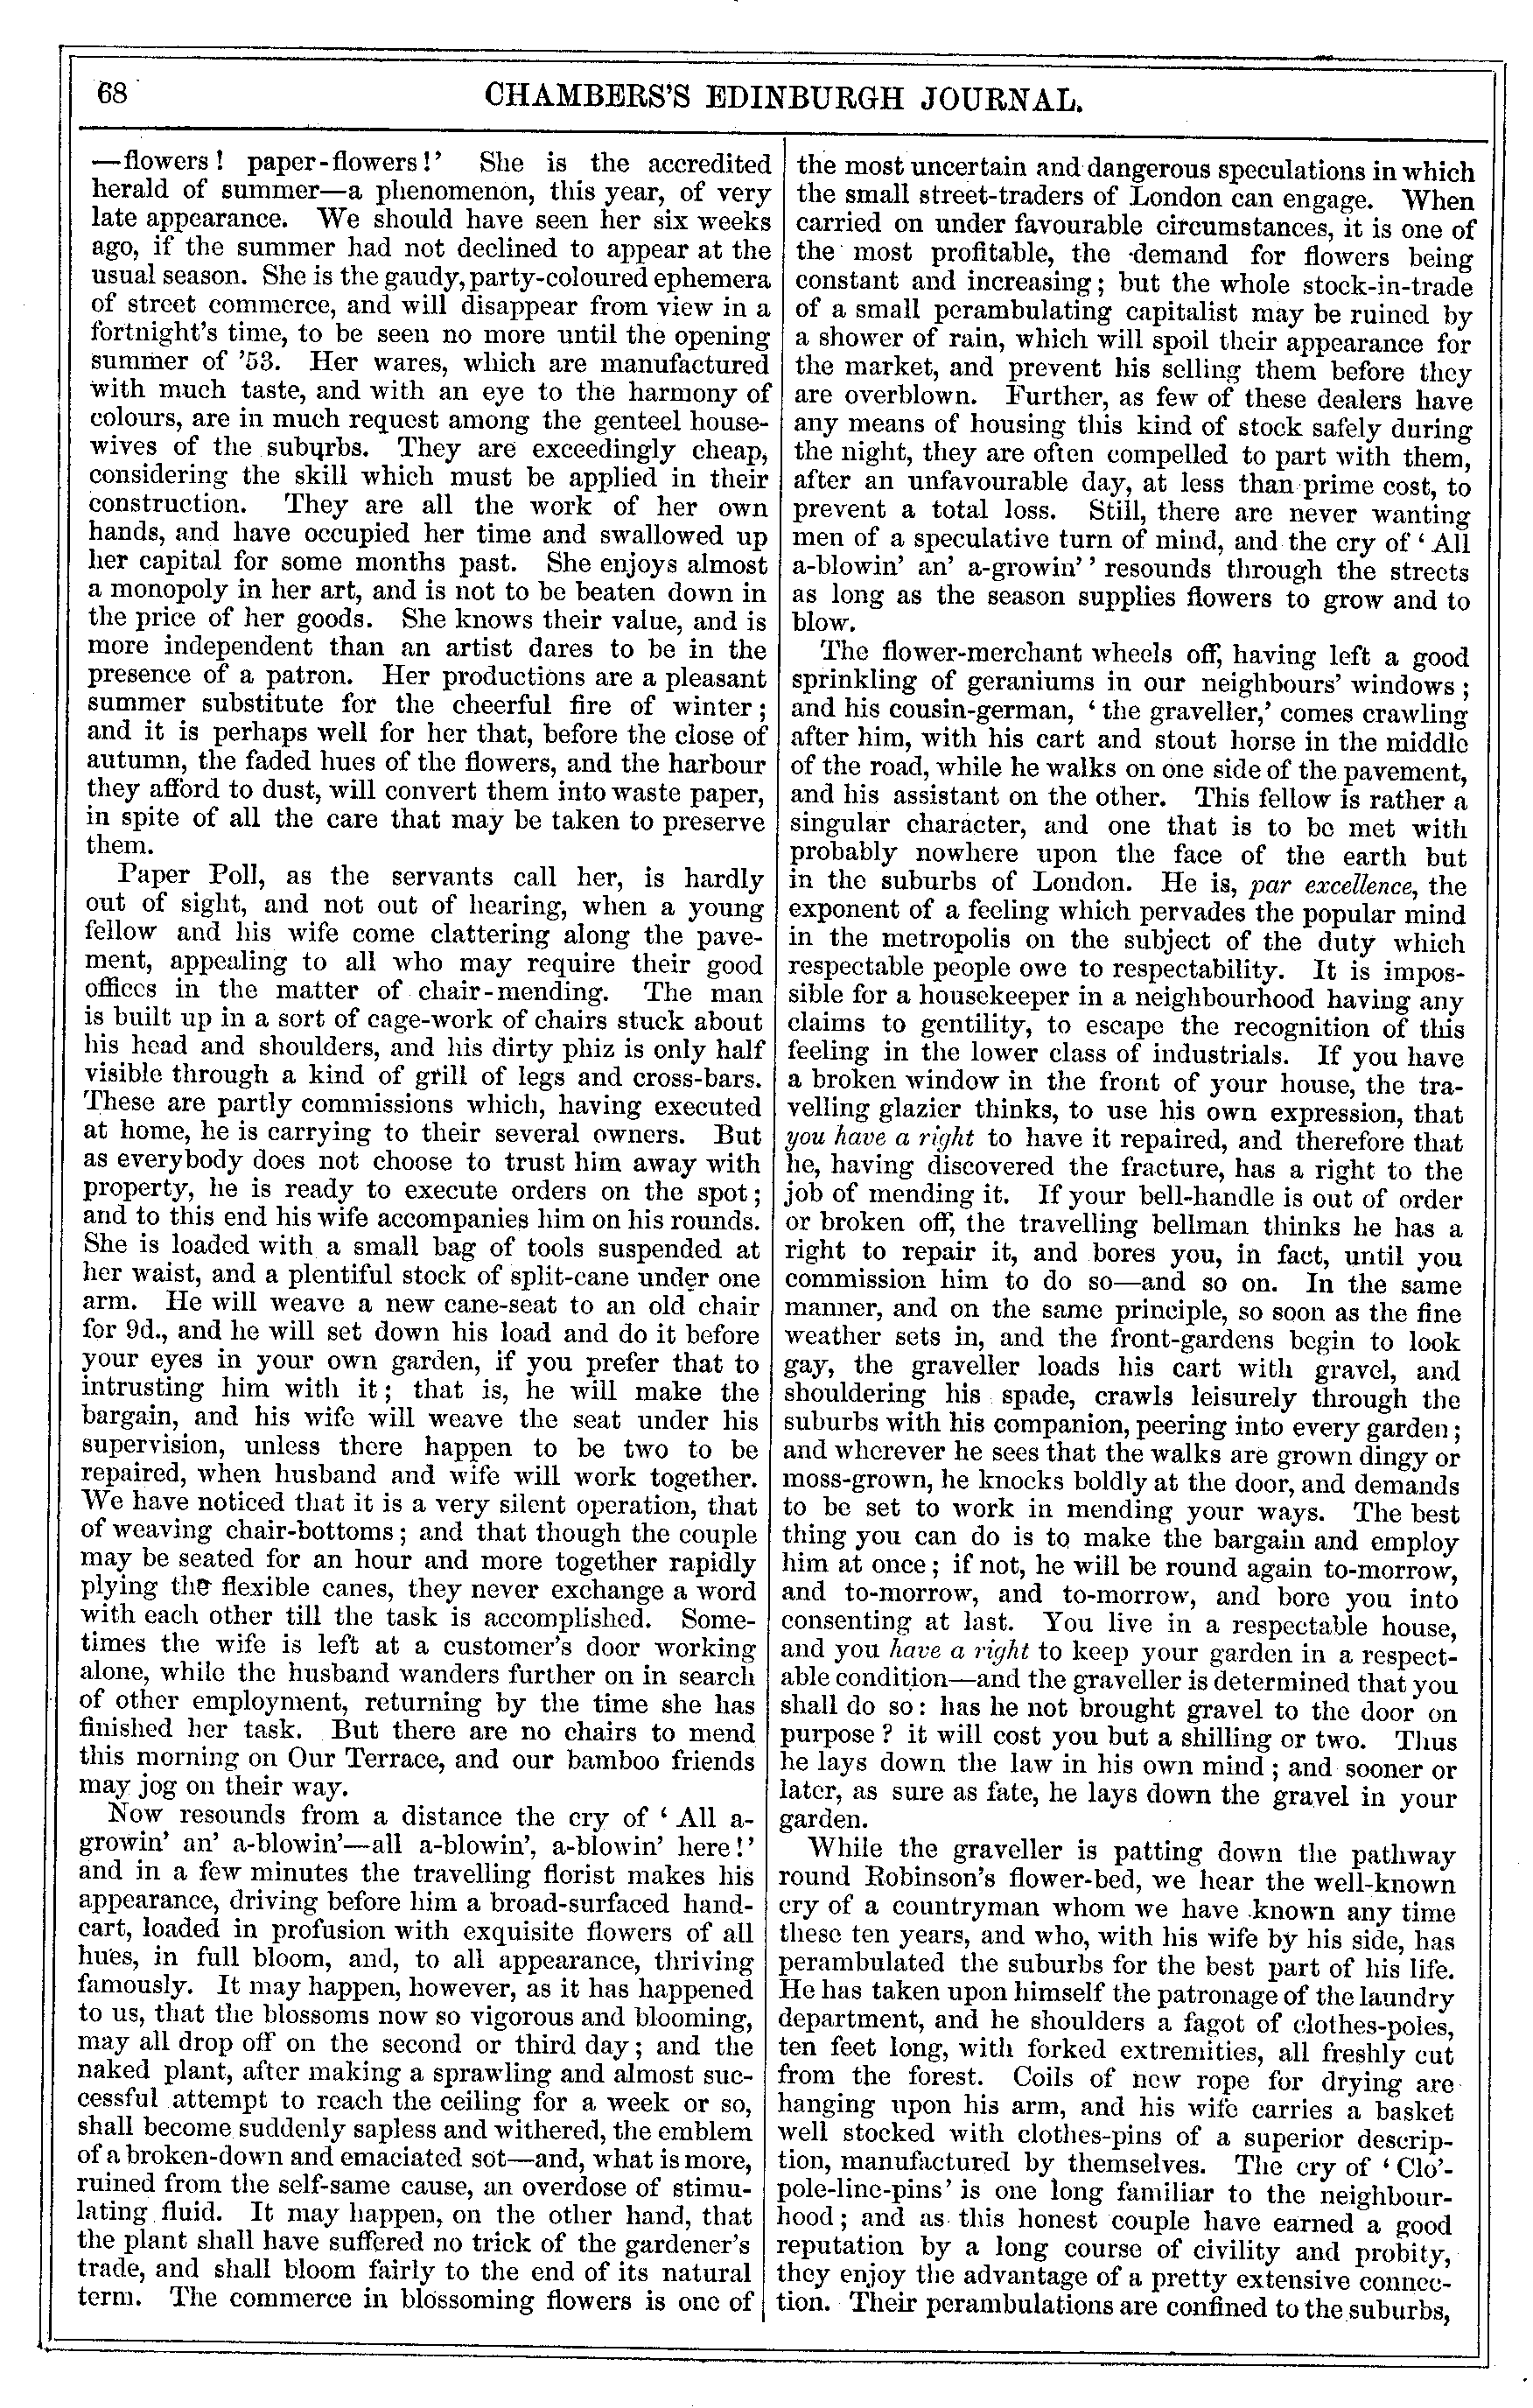 68
CHAMBERS'S EDINBURGH JOURNAL.
—flowers! paper-flowers!' She is the accredited
herald of summer—a phenomenon, this year, of very
late appearance. We should have seen her six weeks
ago, if the summer had not declined to appear at the
usual season. She is the gaudy, party-coloured ephemera
of street commerce, and will disappear from view in a
fortnight's time, to be seen no more until the opening
summer of '53. Her wares, which are manufactured
with much taste, and with an eye to the harmony of
colours, are in much request among the genteel house-
wives of the suburbs. They are exceedingly cheap,
considering the skill which must be applied in their
construction. They are all the work of her own
hands, and have occupied her time and swallowed up
her capital for some months past. She enjoys almost
a monopoly in her art, and is not to be beaten down in
the price of her goods. She knows their value, and is
more independent than an artist dares to be in the
presence of a patron. Her productions are a pleasant
summer substitute for the cheerful fire of winter;
and it is perhaps well for her that, before the close of
autumn, the faded hues of the flowers, and the harbour
they afford to dust, will convert them into waste paper,
in spite of all the care that may be taken to preserve
them.
Paper Poll, as the servants call her, is hardly
out of sight, and not out of hearing, when a young
fellow and his wife come clattering along the pave-
ment, appealing to all who may require their good
offices in the matter of chair-mending. The man
is built up in a sort of cage-work of chairs stuck about
his head and shoulders, and his dirty phiz is only half
visible through a kind of grill of legs and cross-bars.
These are partly commissions which, having executed
at home, he is carrying to their several owners. But
as everybody does not choose to trust him away with
property, he is ready to execute orders on the spot;
and to this end his wife accompanies him on his rounds.
She is loaded with a small bag of tools suspended at
her waist, and a plentiful stock of split-cane under one
arm. He will weave a new cane-seat to an old chair
for 9d., and he will set down his load and do it before
your eyes in your own garden, if you prefer that to
intrusting him with it; that is, he will make the
bargain, and his wife will weave the seat under his
supervision, unless there happen to be two to be
repaired, when husband and wife will work together.
We have noticed that it is a very silent operation, that
of weaving chair-bottoms; and that though the couple
may be seated for an hour and more together rapidly
plying the flexible canes, they never exchange a word
with each other till the task is accomplished. Some-
times the wife is left at a customer's door working
alone, while the husband wanders further on in search
of other employment, returning by the time she has
finished her task. But there are no chairs to mend
this morning on Our Terrace, and our bamboo friends
may jog on their way.
Now resounds from a distance the cry of 'All a-
growin' an' a-blowin'—all a-blowin', a-blowin' here!'
and in a few minutes the travelling florist makes his
appearance, driving before him a broad-surfaced hand-
cart, loaded in profusion with exquisite flowers of all
hues, in full bloom, and, to all appearance, thriving
famously. It may happen, however, as it has happened
to us, that the blossoms now so vigorous and blooming,
may all drop off on the second or third day; and the
naked plant, after making a sprawling and almost suc-
cessful attempt to reach the ceiling for a week or so,
shall become suddenly sapless and withered, the emblem
of a broken-down and emaciated sot—and, what is more,
ruined from the self-same cause, an overdose of stimu-
lating fluid. It may happen, on the other hand, that
the plant shall have suffered no trick of the gardener's
trade, and shall bloom fairly to the end of its natural
term. The commerce in blossoming flowers is one of
the most uncertain and dangerous speculations in which
the small street-traders of London can engage. When
carried on under favourable circumstances, it is one of
the most profitable, the demand for flowers being
constant and increasing; but the whole stock-in-trade
of a small perambulating capitalist may be ruined by
a shower of rain, which will spoil their appearance for
the market, and prevent his selling them before they
are overblown. Further, as few of these dealers have
any means of housing this kind of stock safely during
the night, they are often compelled to part with them,
after an unfavourable day, at less than prime cost, to
prevent a total loss. Still, there are never wanting
men of a speculative turn of mind, and the cry of 'All
a-blowin' an' a-growin'' resounds through the streets
as long as the season supplies flowers to grow and to
blow.
The flower-merchant wheels off, having left a good
sprinkling of geraniums in our neighbours' windows;
and his cousin-german, 'the graveller,' comes crawling
after him, with his cart and stout horse in the middle
of the road, while he walks on one side of the pavement,
and his assistant on the other. This fellow is rather a
singular character, and one that is to be met with
probably nowhere upon the face of the earth but
in the suburbs of London. He is, par excellence, the
exponent of a feeling which pervades the popular mind
in the metropolis on the subject of the duty which
respectable people owe to respectability. It is impos-
sible for a housekeeper in a neighbourhood having any
claims to gentility, to escape the recognition of this
feeling in the lower class of industrials. If you have
a broken window in the front of your house, the tra-
velling glazier thinks, to use his own expression, that
you have a right to have it repaired, and therefore that
he, having discovered the fracture, has a right to the
job of mending it. If your bell-handle is out of order
or broken off, the travelling bellman thinks he has a
right to repair it, and bores you, in fact, until you
commission him to do so—and so on. In the same
manner, and on the same principle, so soon as the fine
weather sets in, and the front-gardens begin to look
gay, the graveller loads his cart with gravel, and
shouldering his spade, crawls leisurely through the
suburbs with his companion, peering into every garden;
and wherever he sees that the walks are grown dingy or
moss-grown, he knocks boldly at the door, and demands
to be set to work in mending your ways. The best
thing you can do is to make the bargain and employ
him at once; if not, he will be round again to-morrow,
and to-morrow, and to-morrow, and bore you into
consenting at last. You live in a respectable house,
and you have a right to keep your garden in a respect-
able condition—and the graveller is determined that you
shall do so: has he not brought gravel to the door on
purpose? it will cost you but a shilling or two. Thus
he lays down the law in his own mind; and sooner or
later, as sure as fate, he lays down the gravel in your
garden.
While the graveller is patting down the pathway
round Robinson's flower-bed, we hear the well-known
cry of a countryman whom we have known any time
these ten years, and who, with his wife by his side, has
perambulated the suburbs for the best part of his life.
He has taken upon himself the patronage of the laundry
department, and he shoulders a fagot of clothes-poles,
ten feet long, with forked extremities, all freshly cut
from the forest. Coils of new rope for drying are
hanging upon his arm, and his wife carries a basket
well stocked with clothes-pins of a superior descrip-
tion, manufactured by themselves. The cry of 'Clo'-
pole-line-pins' is one long familiar to the neighbour-
hood; and as this honest couple have earned a good
reputation by a long course of civility and probity,
they enjoy the advantage of a pretty extensive connec-
tion. Their perambulations are confined to the suburbs,